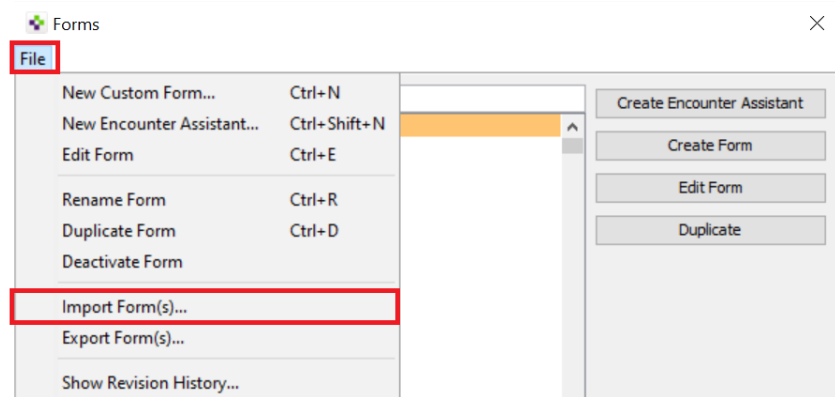 Forms
File
New Custom Form... Ctrl+N
New Encounter Assistant... Ctrl+Shift+N
Edit Form Ctrl+E
Rename Form Ctrl+R
Duplicate Form Ctrl+D
Deactivate Form
Import Form(s)...
Export Form(s)...
Show Revision History...
Create Encounter Assistant
Create Form
Edit Form
Duplicate